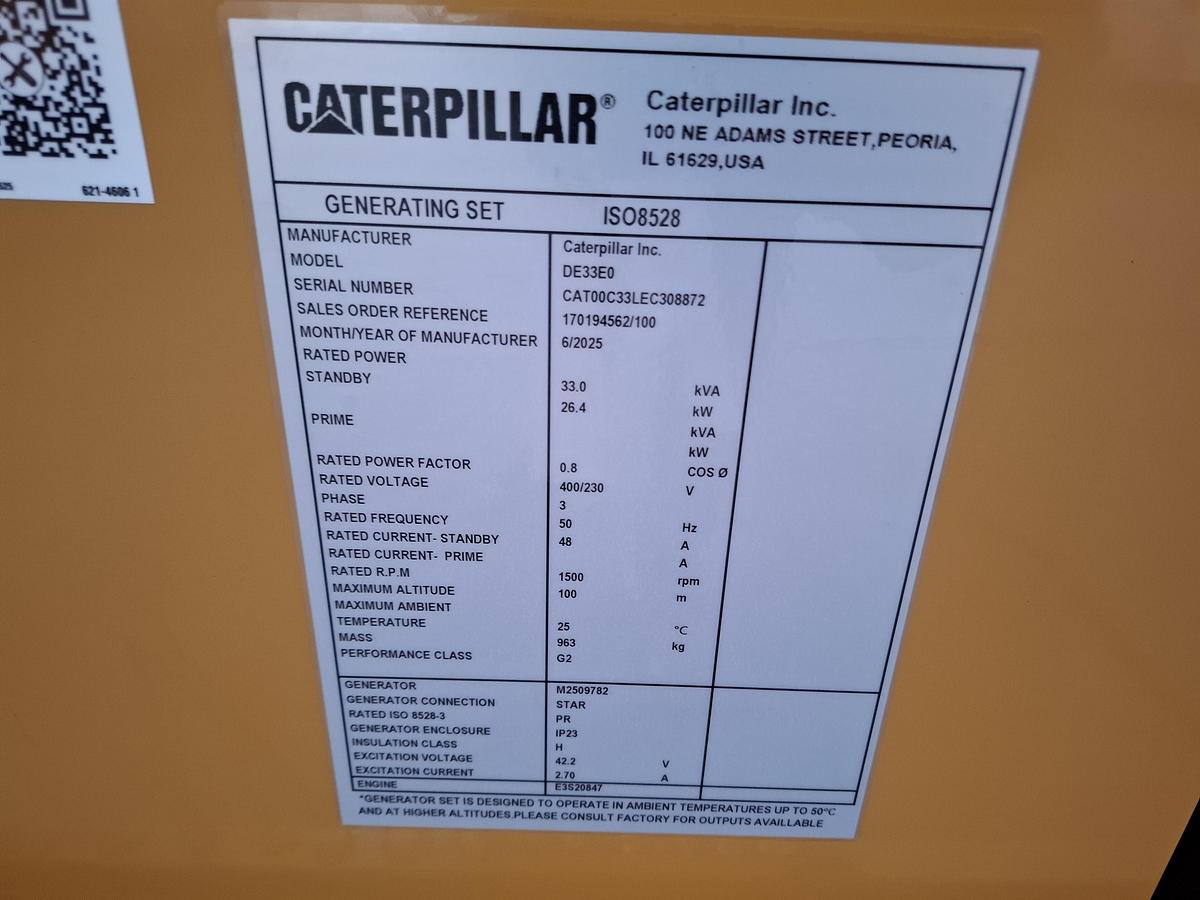 525
621-4606 1
CATERPILLAR®
Caterpillar Inc.
100 NE ADAMS STREET,PEORIA,
IL 61629,USA
GENERATING SET ISO8528
MANUFACTURER Caterpillar Inc.
MODEL DE33E0
SERIAL NUMBER CAT00C33LEC308872
SALES ORDER REFERENCE 170194562/100
MONTH/YEAR OF MANUFACTURER 6/2025
RATED POWER
STANDBY 33.0 kVA
26.4 kW
PRIME kVA
kW
RATED POWER FACTOR 0.8 COS Ø
RATED VOLTAGE 400/230 V
PHASE 3
RATED FREQUENCY 50 Hz
RATED CURRENT- STANDBY 48 A
RATED CURRENT- PRIME A
RATED R.P.M 1500 rpm
MAXIMUM ALTITUDE 100 m
MAXIMUM AMBIENT
TEMPERATURE 25 °C
MASS 963 kg
PERFORMANCE CLASS G2
GENERATOR M2509782
GENERATOR CONNECTION STAR
RATED ISO 8528-3 PR
GENERATOR ENCLOSURE IP23
INSULATION CLASS H
EXCITATION VOLTAGE 42.2 V
EXCITATION CURRENT 2.70 A
ENGINE E3S20847
*GENERATOR SET IS DESIGNED TO OPERATE IN AMBIENT TEMPERATURES UP TO 50°C
AND AT HIGHER ALTITUDES.PLEASE CONSULT FACTORY FOR OUTPUTS AVAILLABLE